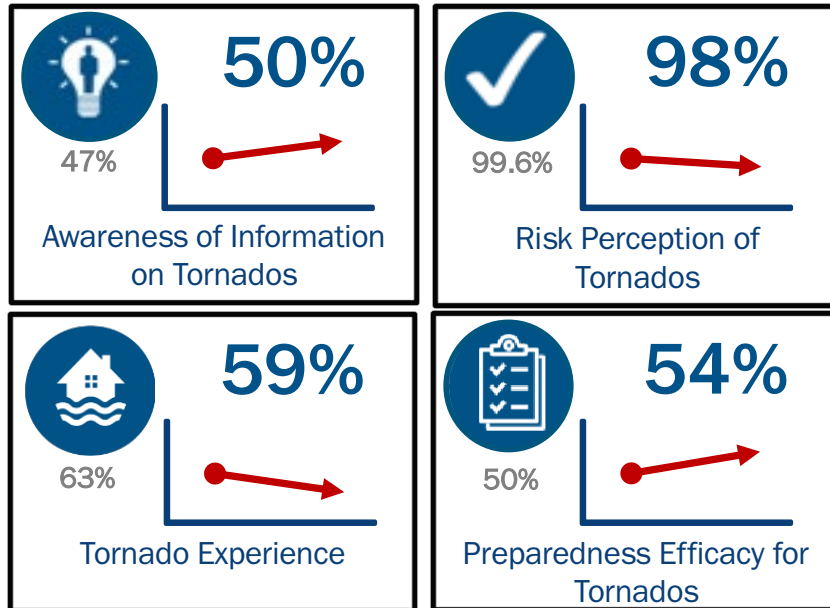 50%
47%
Awareness of Information
on Tornados
98%
99.6%
Risk Perception of
Tornados
59%
63%
Tornado Experience
54%
50%
Preparedness Efficacy for
Tornados